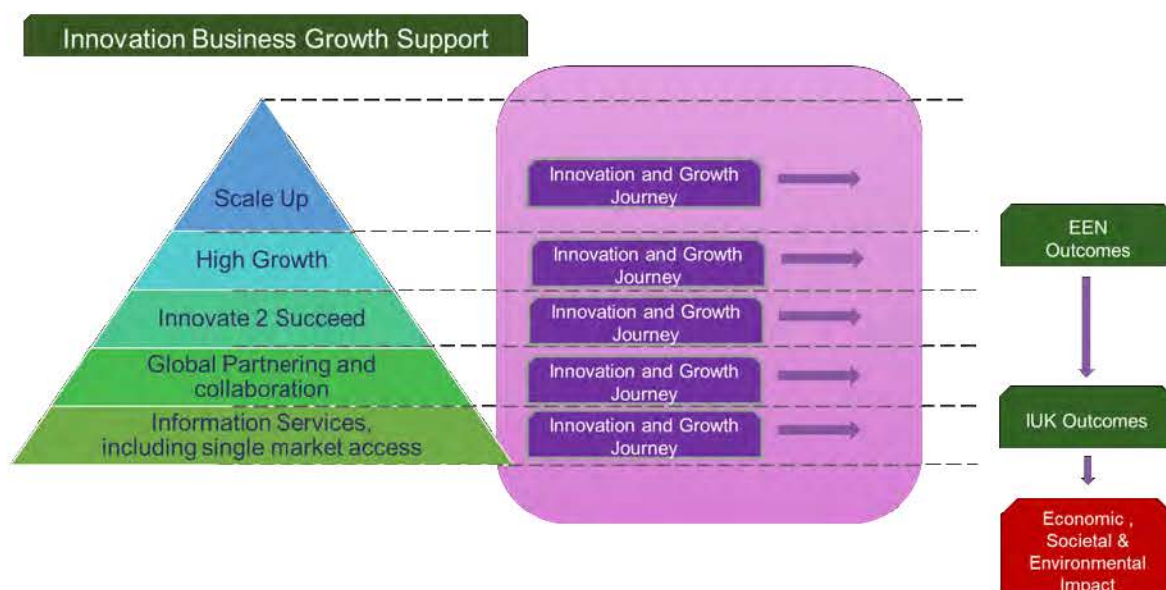 Innovation Business Growth Support
Scale Up
High Growth
Innovate 2 Succeed
Global Partnering and
collaboration
Information Services,
including single market access
Innovation and Growth
Journey
Innovation and Growth
Journey
Innovation and Growth
Journey
Innovation and Growth
Journey
Innovation and Growth
Journey
EEN
Outcomes
IUK Outcomes
Economic ,
Societal &
Environmental
Impact